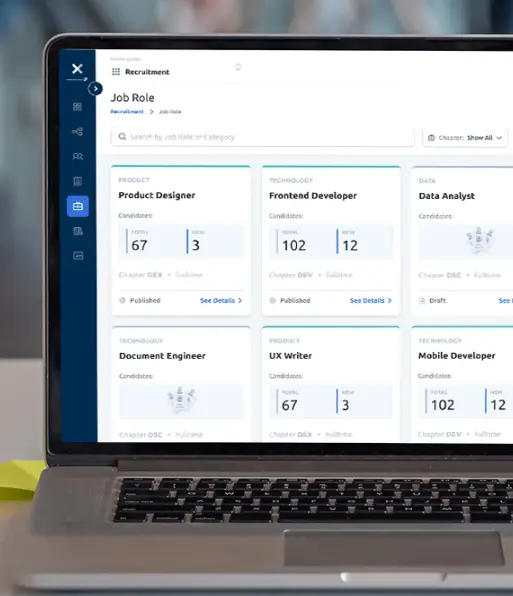 Recruitment
Job Role
Recruitment > Job Role
Search by Job Role or Category
Chapter: Show All
PRODUCT
Product Designer
Candidates:
TOTAL
67
NEW
3
Chapter DEX • Fulltime
Published
See Details >
TECHNOLOGY
Frontend Developer
Candidates:
TOTAL
102
NEW
12
Chapter DEV • Fulltime
Published
See Details >
DATA
Data Analyst
Candidates:
Chapter DSC • Fulltime
Draft
See
TECHNOLOGY
Document Engineer
Candidates:
Chapter DSC • Fulltime
PRODUCT
UX Writer
Candidates:
TOTAL
67
NEW
3
Chapter DEX • Fulltime
TECHNOLOGY
Mobile Developer
Candidates:
TOTAL
102
NEW
12
Chapter DEV • Fulltime